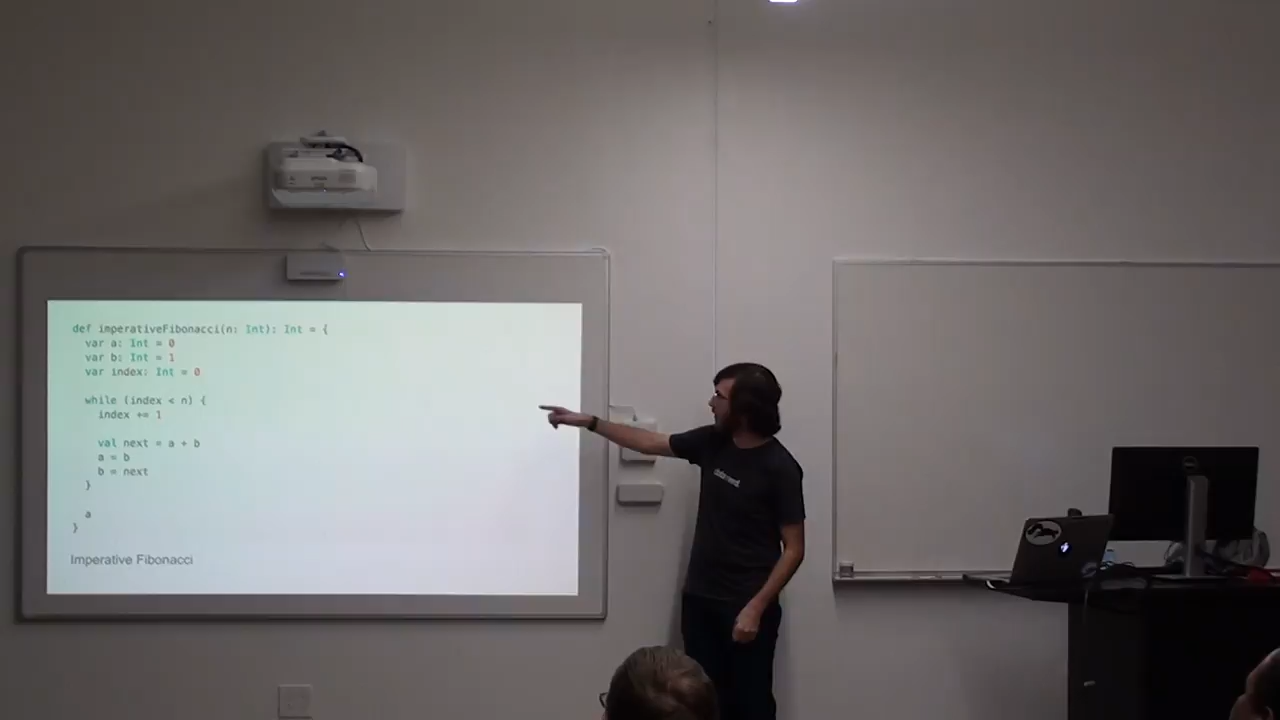 def imperativeFibonacci(n: Int): Int = {
var a: Int = 0
var b: Int = 1
var index: Int = 0
while (index < n) {
index += 1
val next = a + b
a = b
b = next
}
a
}
Imperative Fibonacci